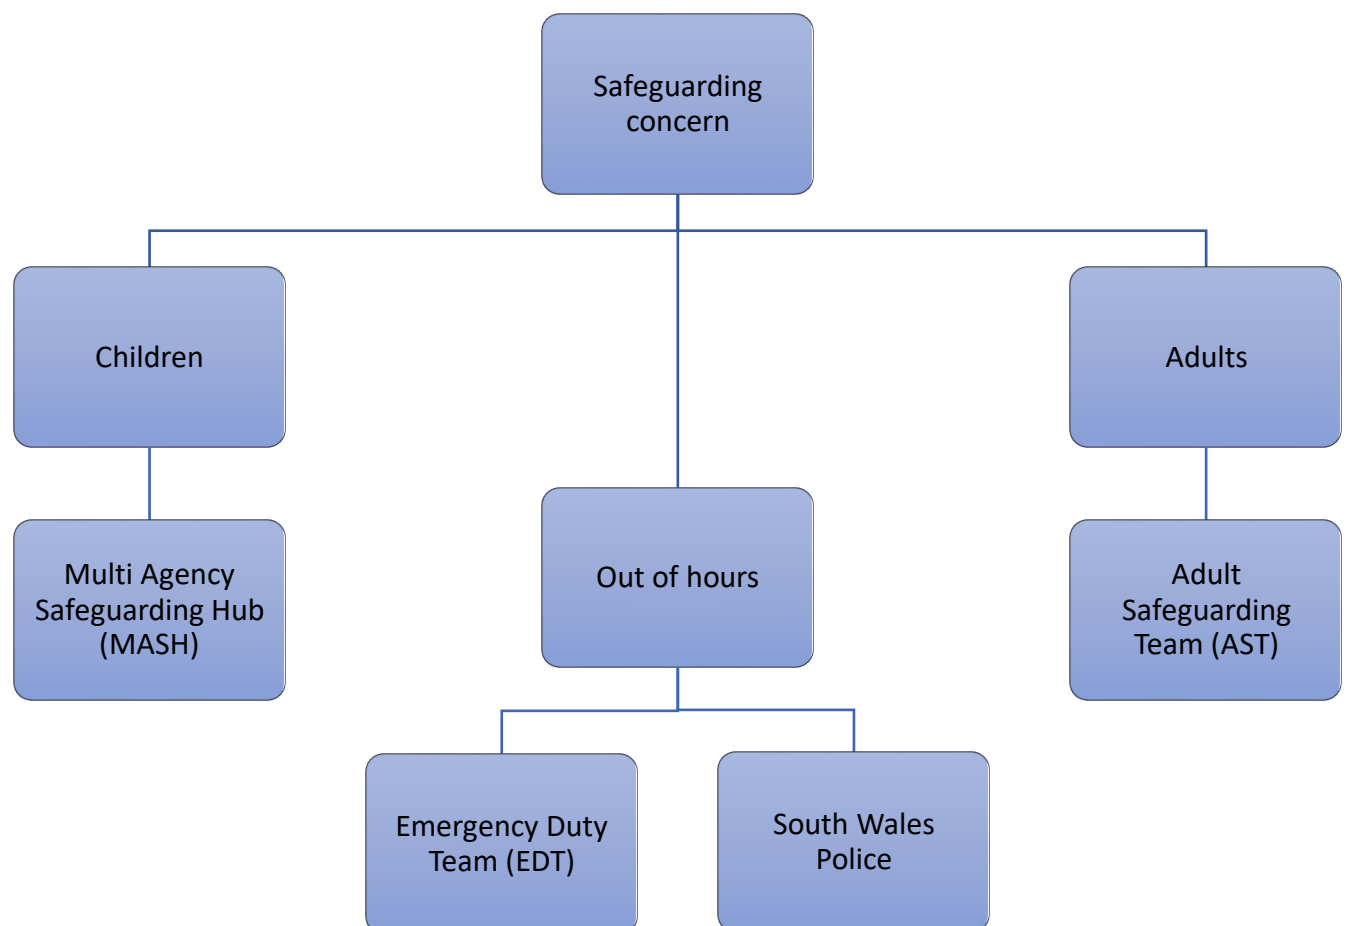 Safeguarding
concern
Children
Adults
Multi Agency
Safeguarding Hub
(MASH)
Out of hours
Adult
Safeguarding
Team (AST)
Emergency Duty
Team (EDT)
South Wales
Police